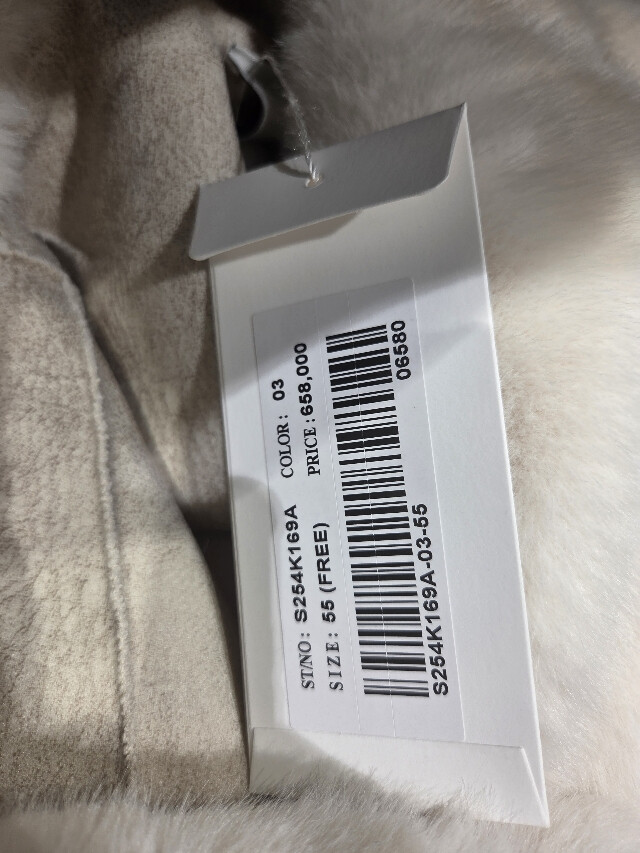 ST/NO: S254K169A COLOR: 03
SIZE: 55 (FREE) PRICE: 658,000
S254K169A-03-55 06580